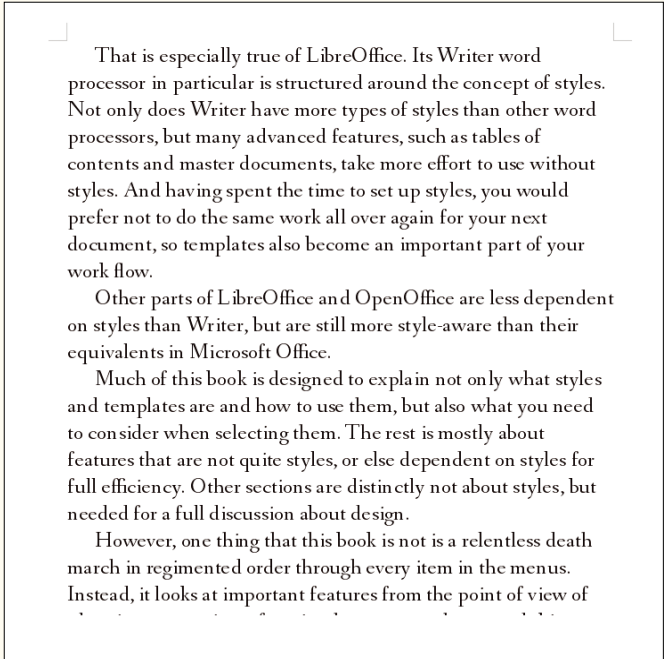 That is especially true of LibreOffice. Its Writer word
processor in particular is structured around the concept of styles.
Not only does Writer have more types of styles than other word
processors, but many advanced features, such as tables of
contents and master documents, take more effort to use without
styles. And having spent the time to set up styles, you would
prefer not to do the same work all over again for your next
document, so templates also become an important part of your
work flow.
Other parts of LibreOffice and OpenOffice are less dependent
on styles than Writer, but are still more style-aware than their
equivalents in Microsoft Office.
Much of this book is designed to explain not only what styles
and templates are and how to use them, but also what you need
to consider when selecting them. The rest is mostly about
features that are not quite styles, or else dependent on styles for
full efficiency. Other sections are distinctly not about styles, but
needed for a full discussion about design.
However, one thing that this book is not is a relentless death
march in regimented order through every item in the menus.
Instead, it looks at important features from the point of view of